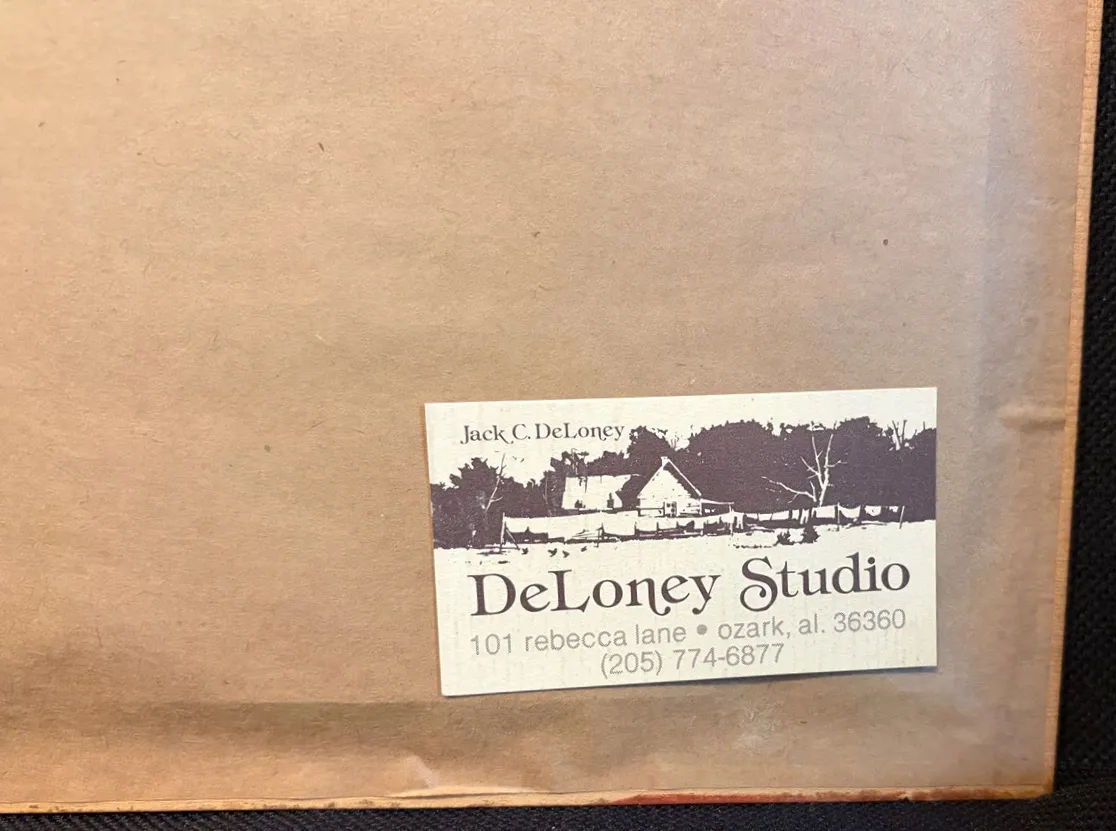 Jack C. DeLoney
DeLoney Studio
101 rebecca lane • ozark, al. 36360
(205) 774-6877